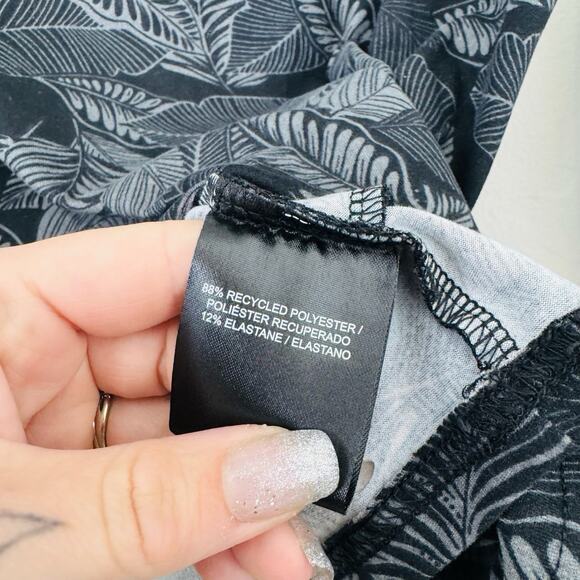 88% RECYCLED POLYESTER /
POLIÉSTER RECUPERADO
12% ELASTANE / ELASTANO